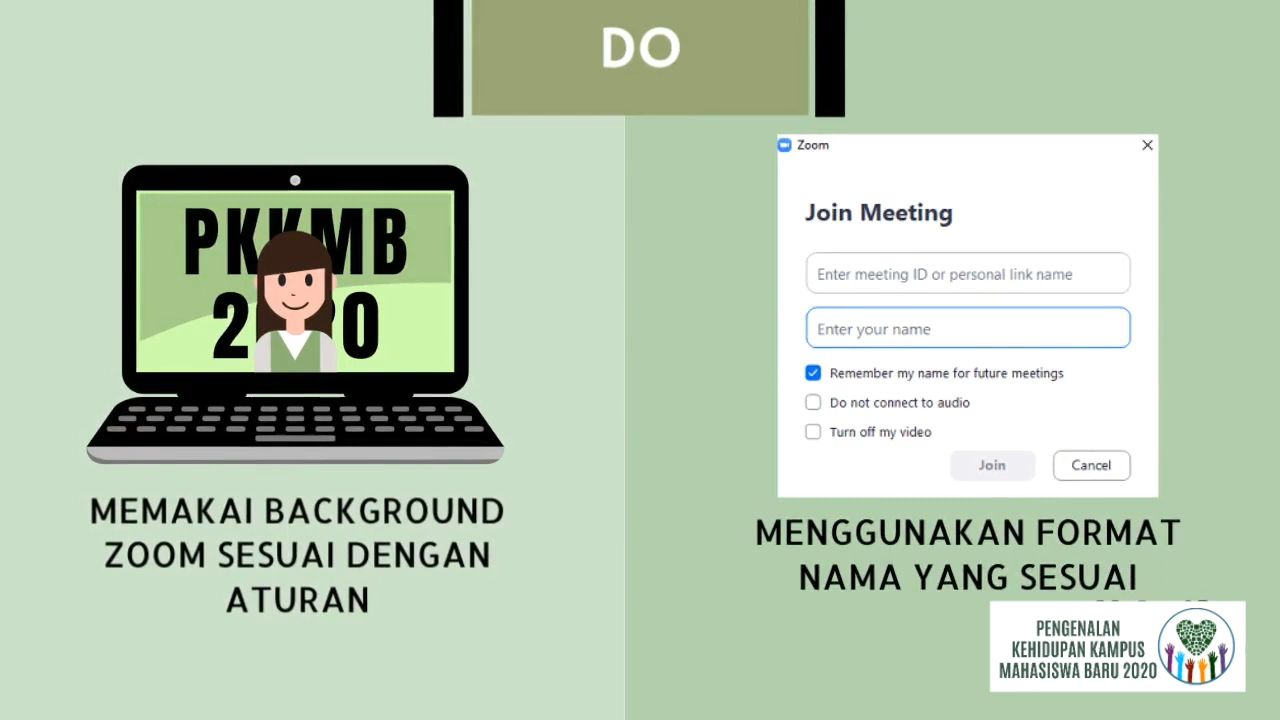 DO
PKKMB
2020
MEMAKAI BACKGROUND
ZOOM SESUAI DENGAN
ATURAN
Zoom
Join Meeting
Enter meeting ID or personal link name
Enter your name
Remember my name for future meetings
Do not connect to audio
Turn off my video
Join Cancel
MENGGUNAKAN FORMAT
NAMA YANG SESUAI
PENGENALAN
KEHIDUPAN KAMPUS
MAHASISWA BARU 2020